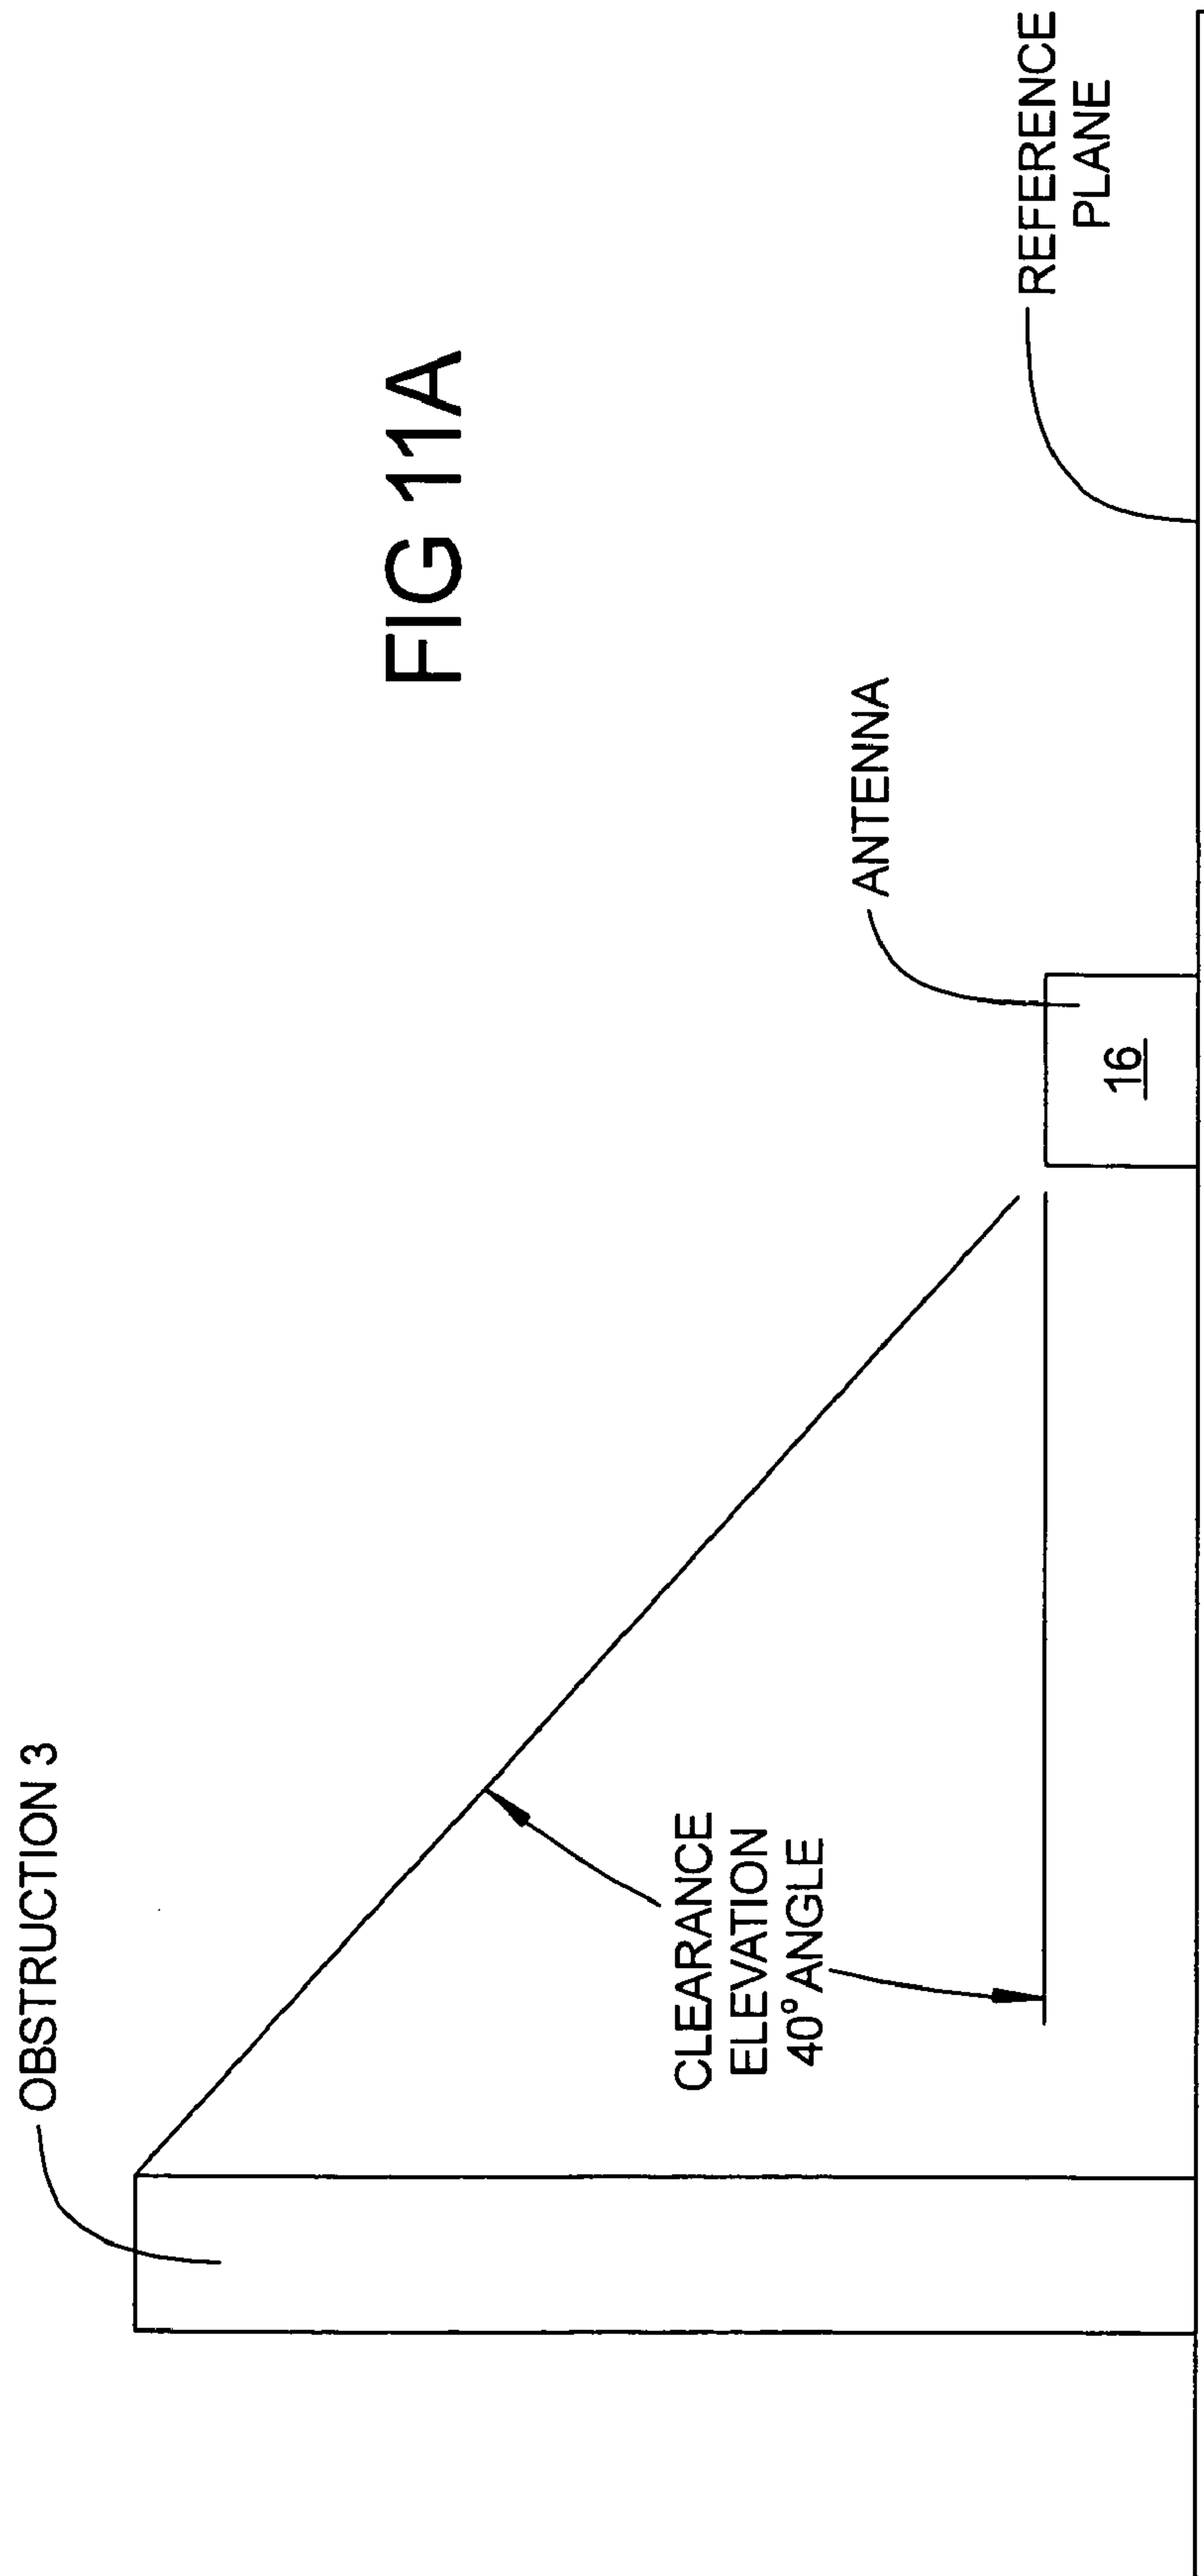 OBSTRUCTION 3
FIG 11A
CLEARANCE
ELEVATION
40° ANGLE
ANTENNA
16
REFERENCE
PLANE